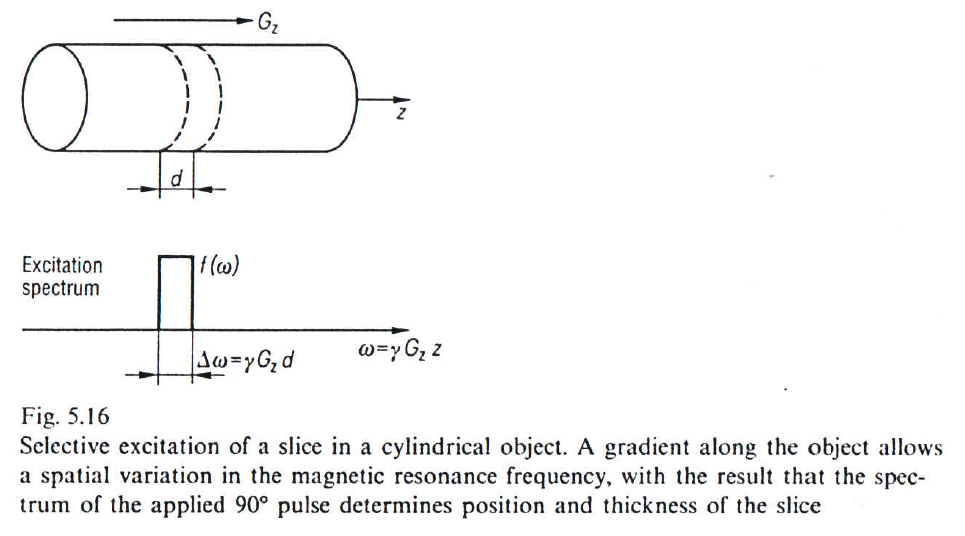 G_z
z
d
Excitation
spectrum
f(ω)
Δω=γG_z d
ω=γG_z z
Fig. 5.16
Selective excitation of a slice in a cylindrical object. A gradient along the object allows
a spatial variation in the magnetic resonance frequency, with the result that the spec-
trum of the applied 90° pulse determines position and thickness of the slice